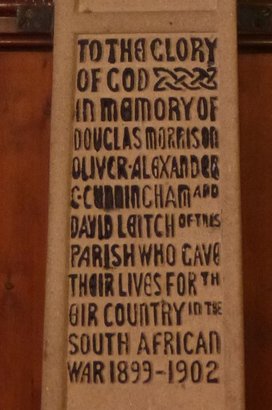 TO THE GLORY
OF GOD
IN MEMORY OF
DOUGLAS MORRISON
OLIVER·ALEXANDER
C·CUNNINGHAM AND
DAVID LEITCH OF THIS
PARISH WHO GAVE
THEIR LIVES FOR TH
EIR COUNTRY IN THE
SOUTH AFRICAN
WAR 1899-1902